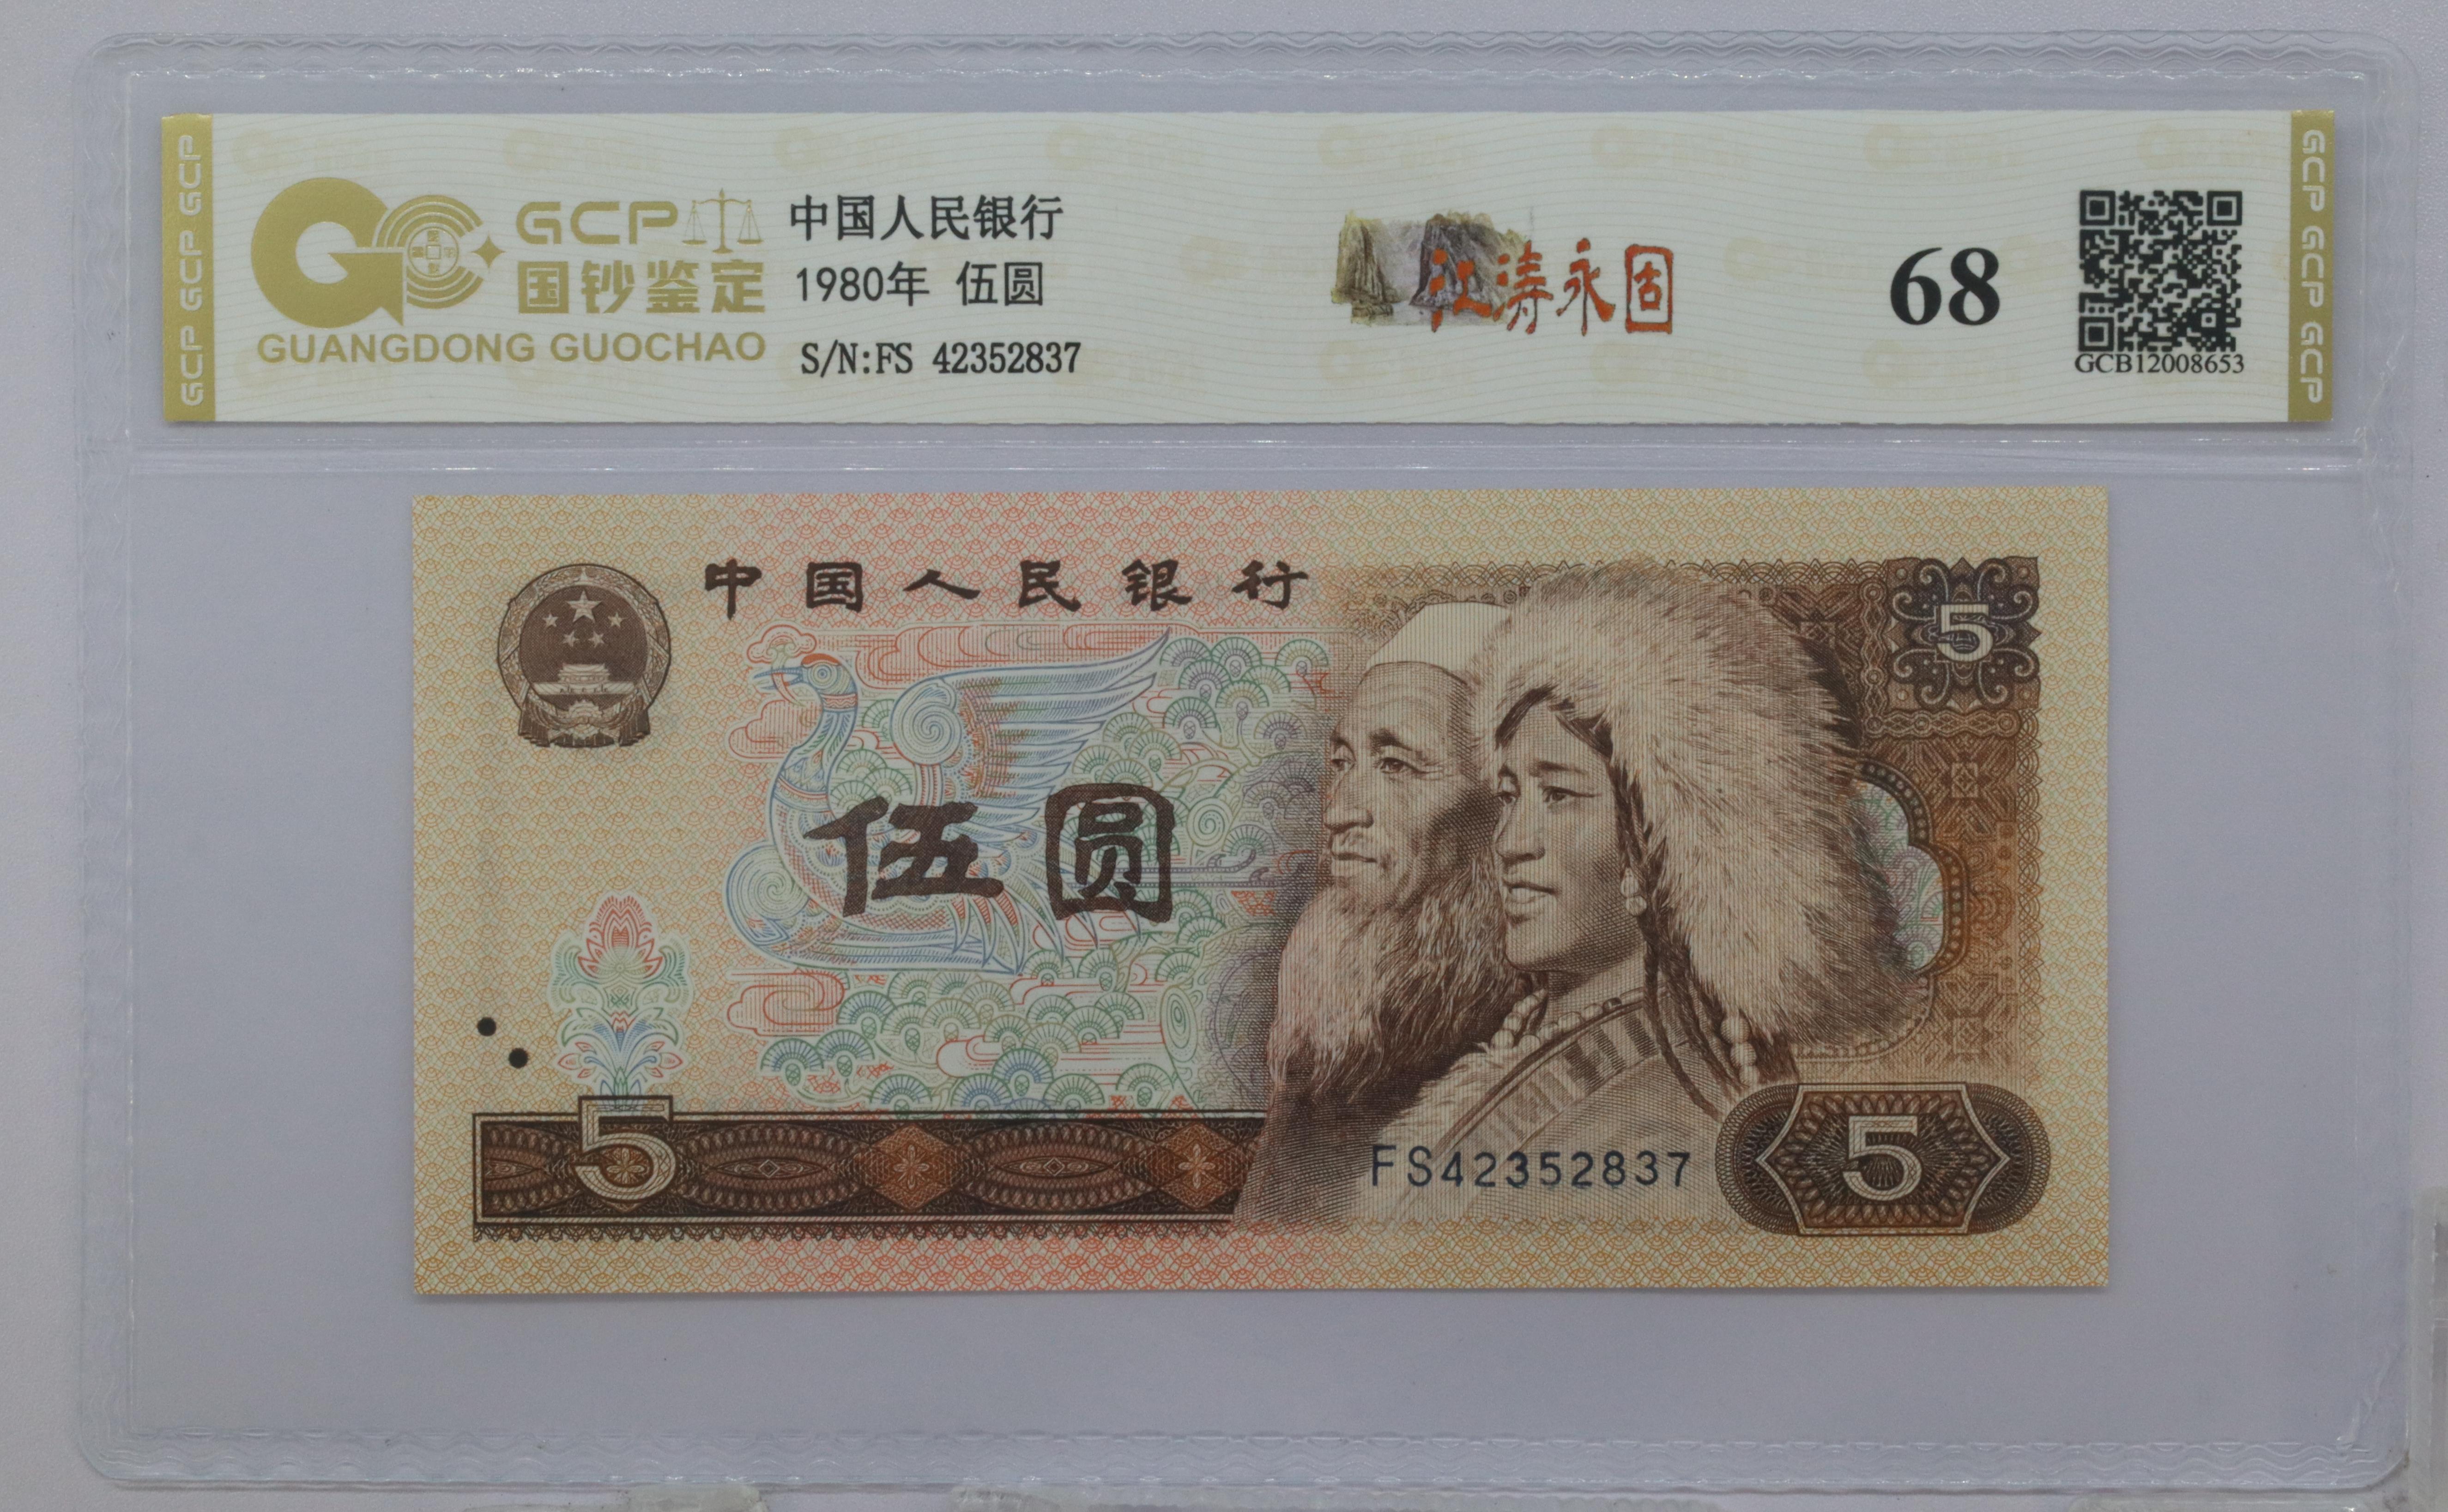 GCP GCP GCP
GCP
国钞鉴定
GUANGDONG GUOCHAO
中国人民银行
1980年 伍圆
S/N:FS 42352837
江涛永固
68
GCB12008653
GCP GCP GCP
中国人民银行
5
伍圆
5
FS42352837
5